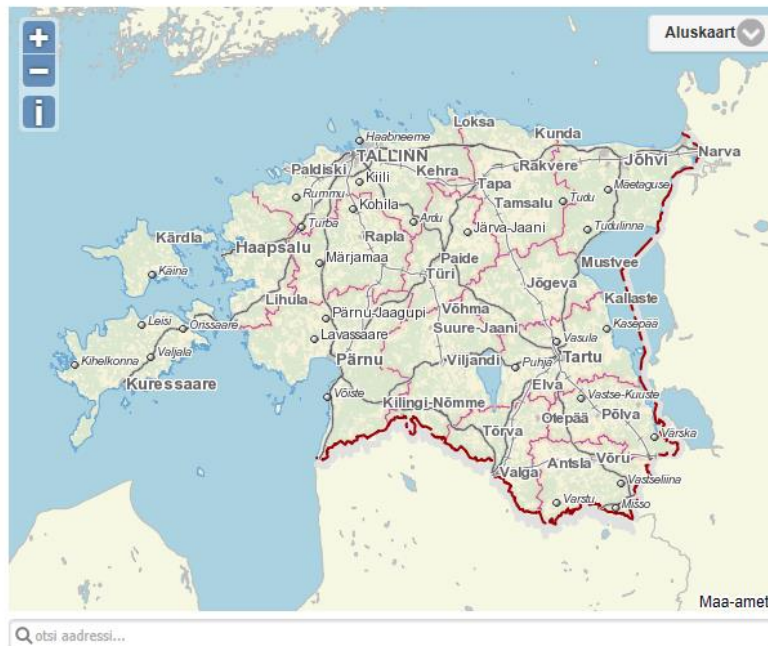 +
Aluskaart
−
i
Loksa
Haabneeme
Kunda
TALLINN
Narva
Paldiski
Kehra
Rakvere
Jõhvi
Kiili
Tapa
Rummu
Maetaguse
Tamsalu
Tudu
Kohila
Kärdla
Turba
Ardu
Järva-Jaani
Tudulinna
Haapsalu
Rapla
Märjamaa
Paide
Mustvee
Käina
Türi
Jõgeva
Lihula
Kallaste
Pärnu-Jaagupi
Võhma
Leisi
Orissaare
Suure-Jaani
Kasepää
Lavassaare
Vasula
Kihelkonna
Valjala
Pärnu
Viljandi
Puhja
Tartu
Kuressaare
Elva
Võiste
Vastse-Kuuste
Kilingi-Nõmme
Otepää
Põlva
Tõrva
Värska
Valga
Antsla
Võru
Vastseliina
Varstu
Misso
Maa-amet
otsi aadressi...